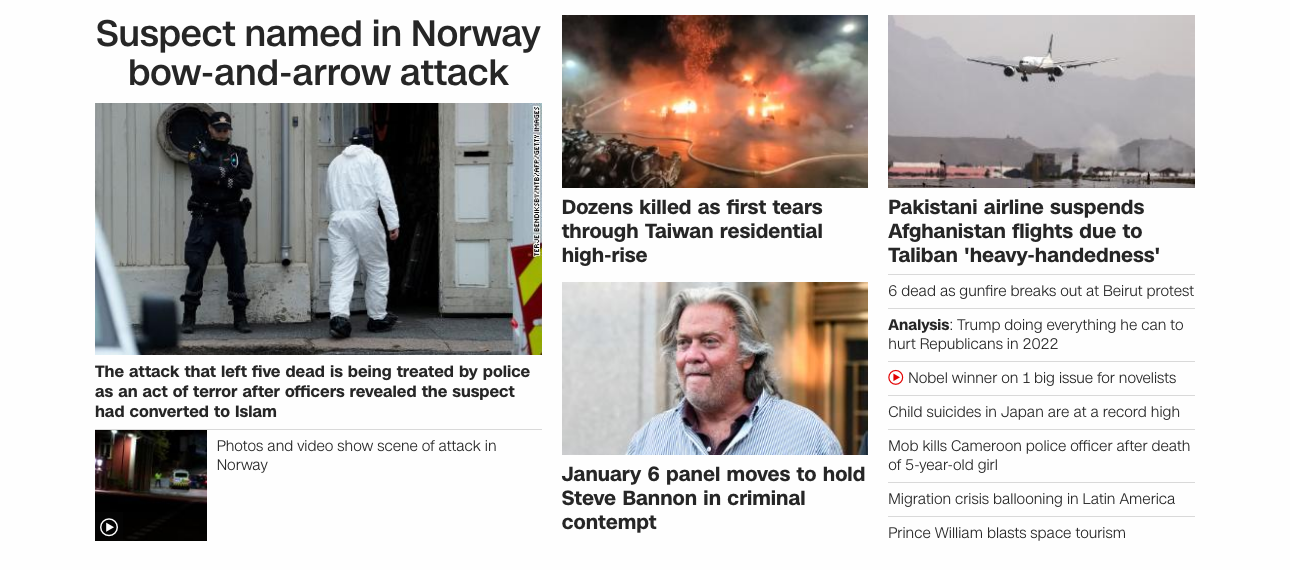 Suspect named in Norway
bow-and-arrow attack
TERJE BENDIKSBY/NTB/AFP/GETTY IMAGES
The attack that left five dead is being treated by police
as an act of terror after officers revealed the suspect
had converted to Islam
Photos and video show scene of attack in
Norway
Dozens killed as first tears
through Taiwan residential
high-rise
January 6 panel moves to hold
Steve Bannon in criminal
contempt
Pakistani airline suspends
Afghanistan flights due to
Taliban 'heavy-handedness'
6 dead as gunfire breaks out at Beirut protest
Analysis: Trump doing everything he can to
hurt Republicans in 2022
Nobel winner on 1 big issue for novelists
Child suicides in Japan are at a record high
Mob kills Cameroon police officer after death
of 5-year-old girl
Migration crisis ballooning in Latin America
Prince William blasts space tourism